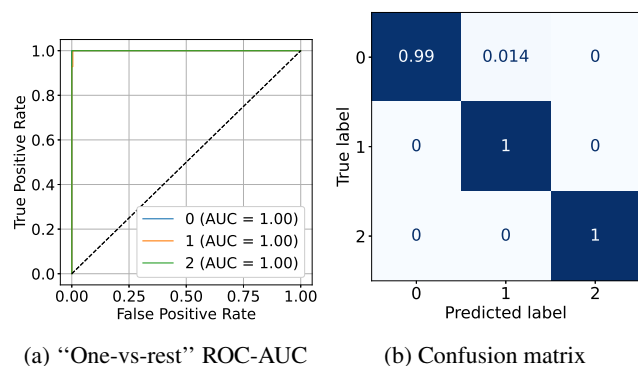 1.0
0.8
0.6
0.4
0.2
0.0
True Positive Rate
0 (AUC = 1.00)
1 (AUC = 1.00)
2 (AUC = 1.00)
0.00 0.25 0.50 0.75 1.00
False Positive Rate
(a) “One-vs-rest” ROC-AUC
True label
0 0.99 0.014 0
1 0 1 0
2 0 0 1
0 1 2
Predicted label
(b) Confusion matrix